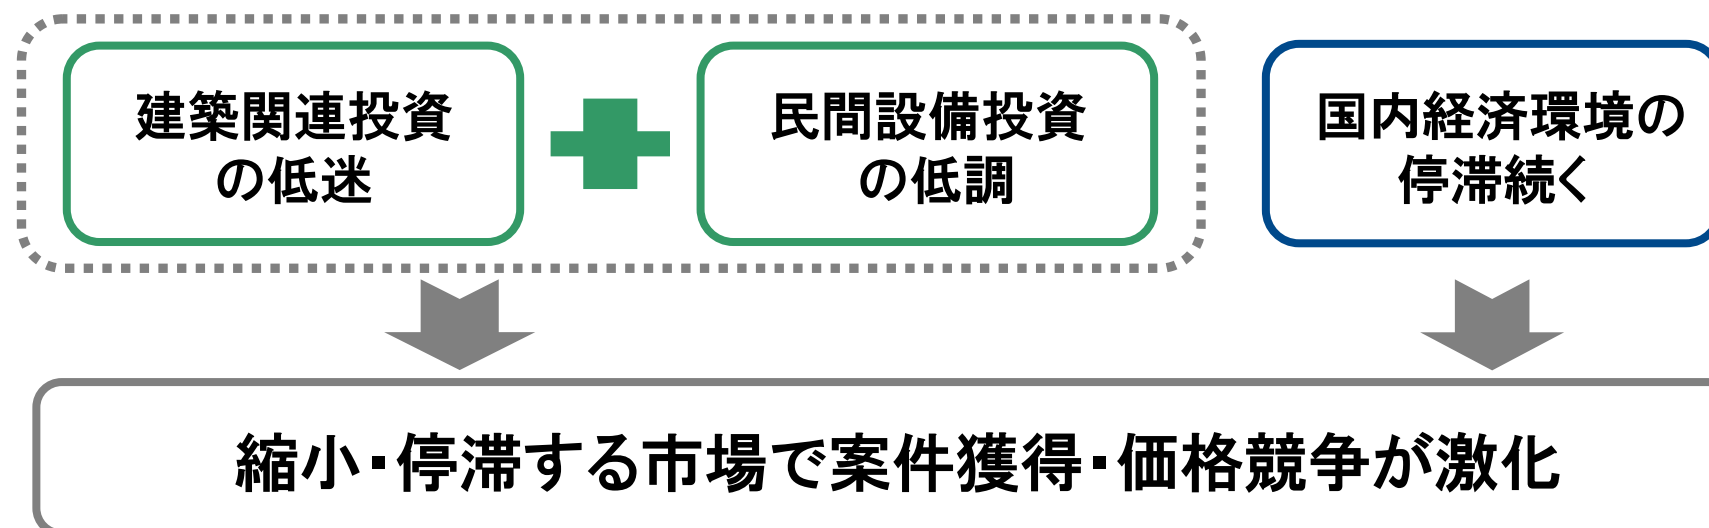 建築関連投資
の低迷
民間設備投資
の低調
国内経済環境の
停滞続く
縮小・停滞する市場で案件獲得・価格競争が激化